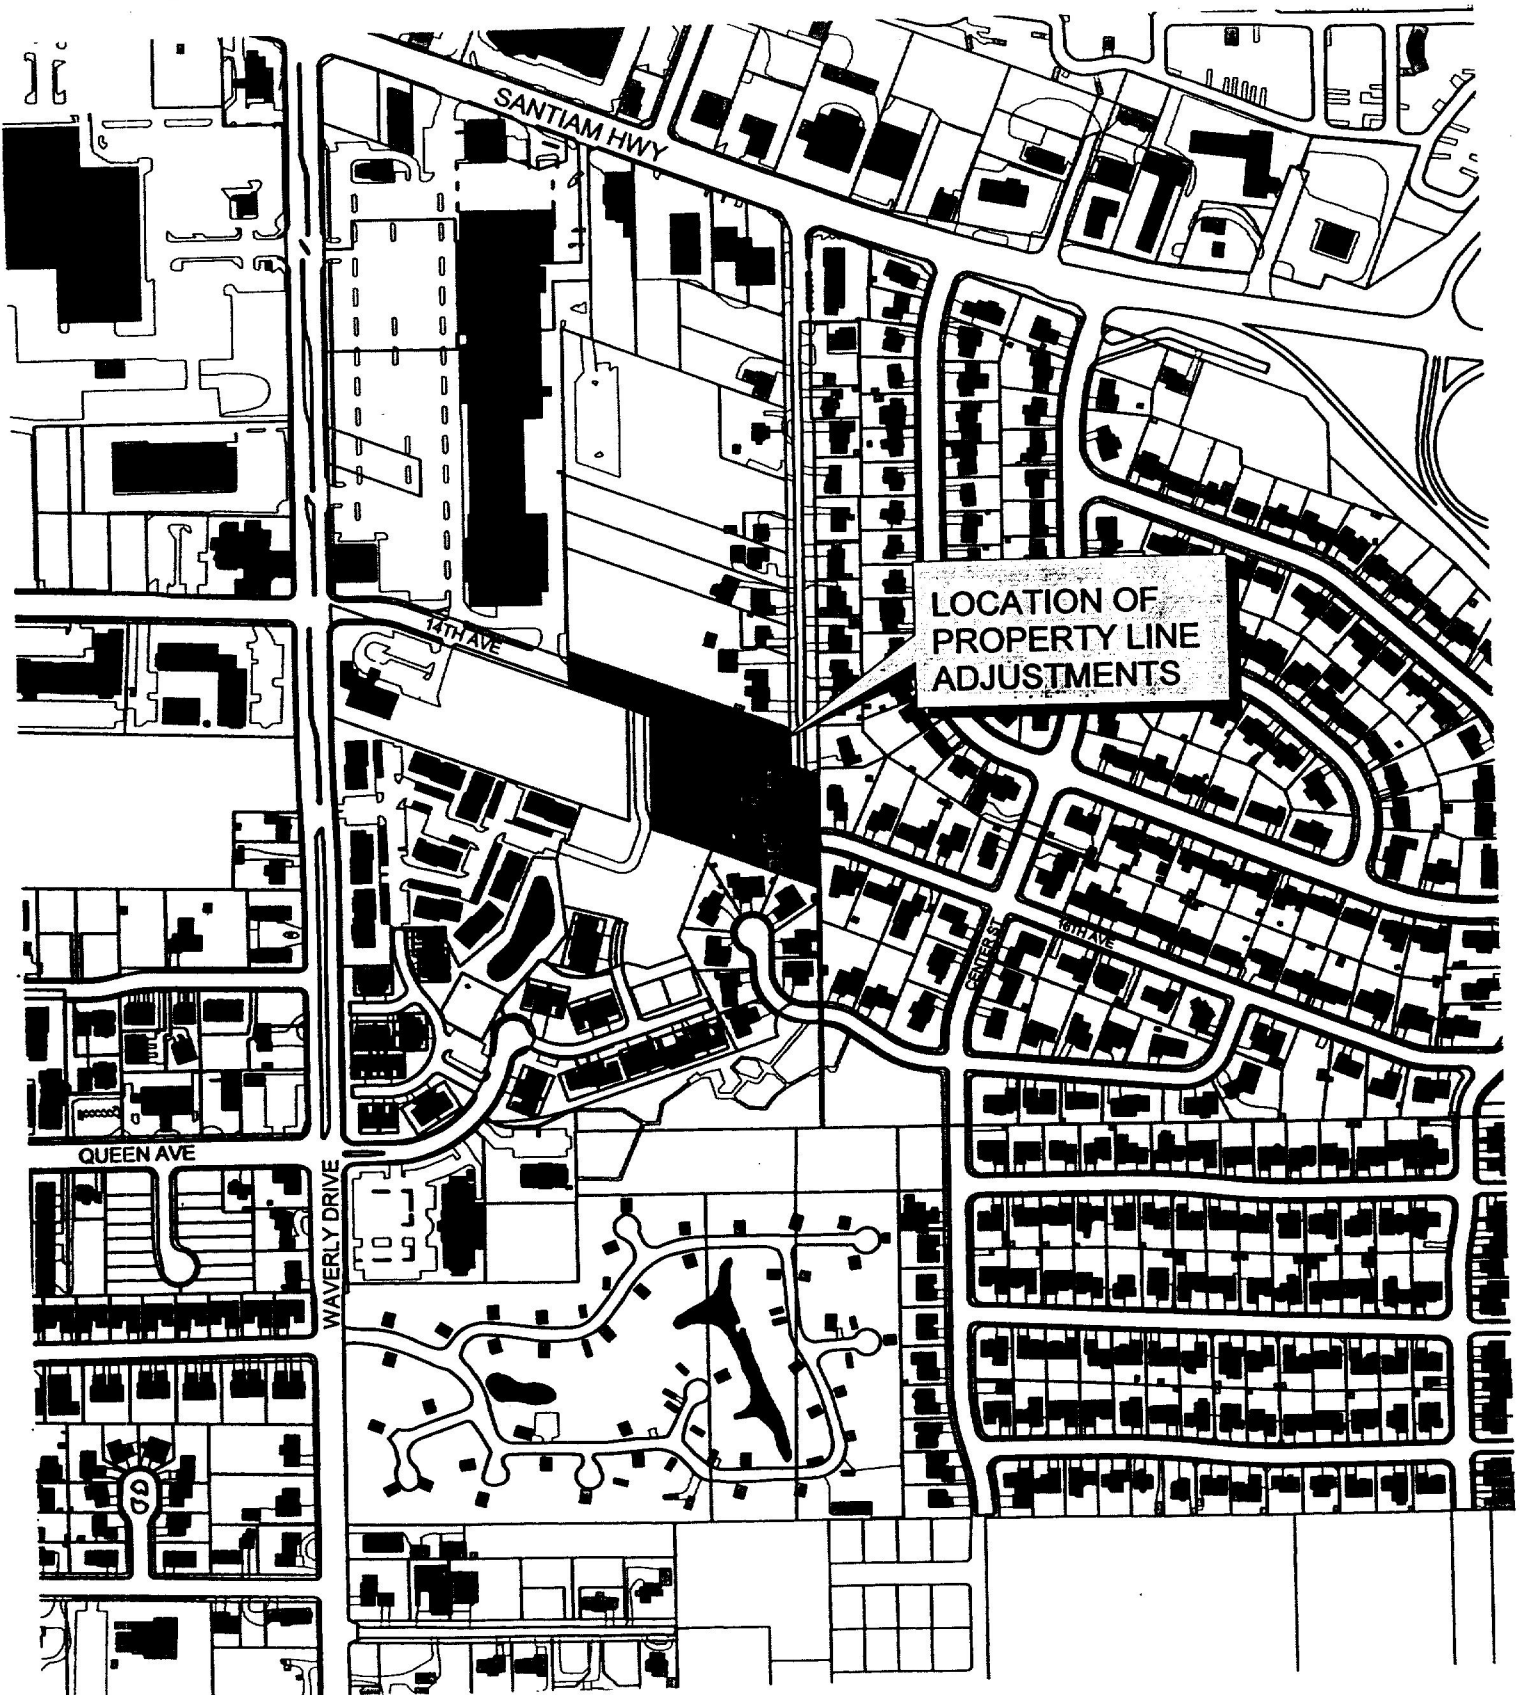 SANTIAM HWY
LOCATION OF
PROPERTY LINE
ADJUSTMENTS
14TH AVE
16TH AVE
CENTER ST
QUEEN AVE
WAVERLY DRIVE